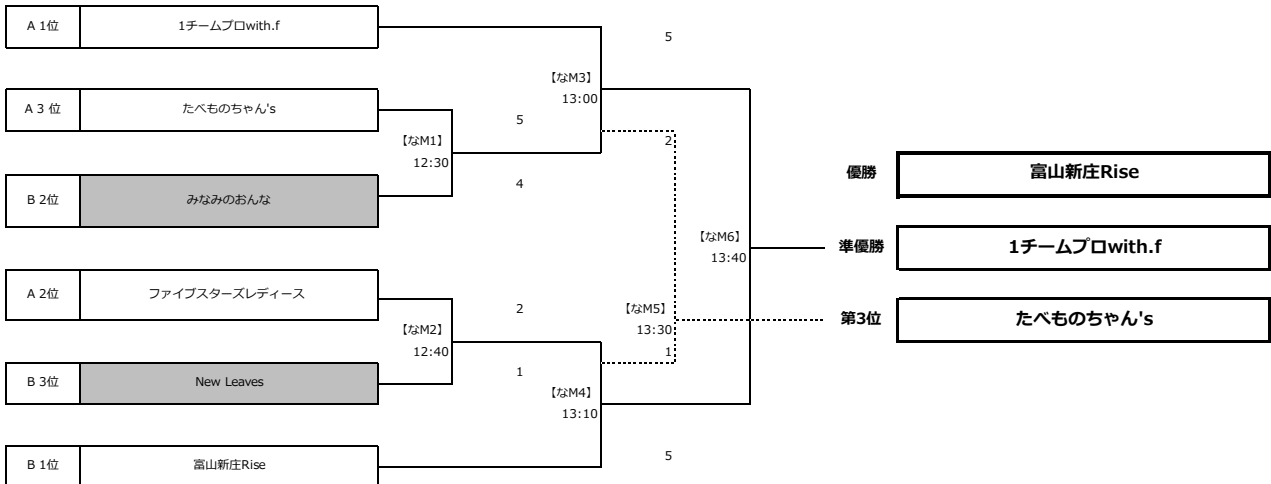 A 1位 1チームプロwith.f
5
【なM3】
13:00
A 3 位 たべものちゃん's
5
【なM1】
12:30
2
4
B 2位 みなみのおんな
優勝 富山新庄Rise
【なM6】
13:40
準優勝 1チームプロwith.f
A 2位 ファイブスターズレディース
2
【なM5】
13:30
第3位 たべものちゃん's
【なM2】
12:40
1
1
B 3位 New Leaves
【なM4】
13:10
5
B 1位 富山新庄Rise